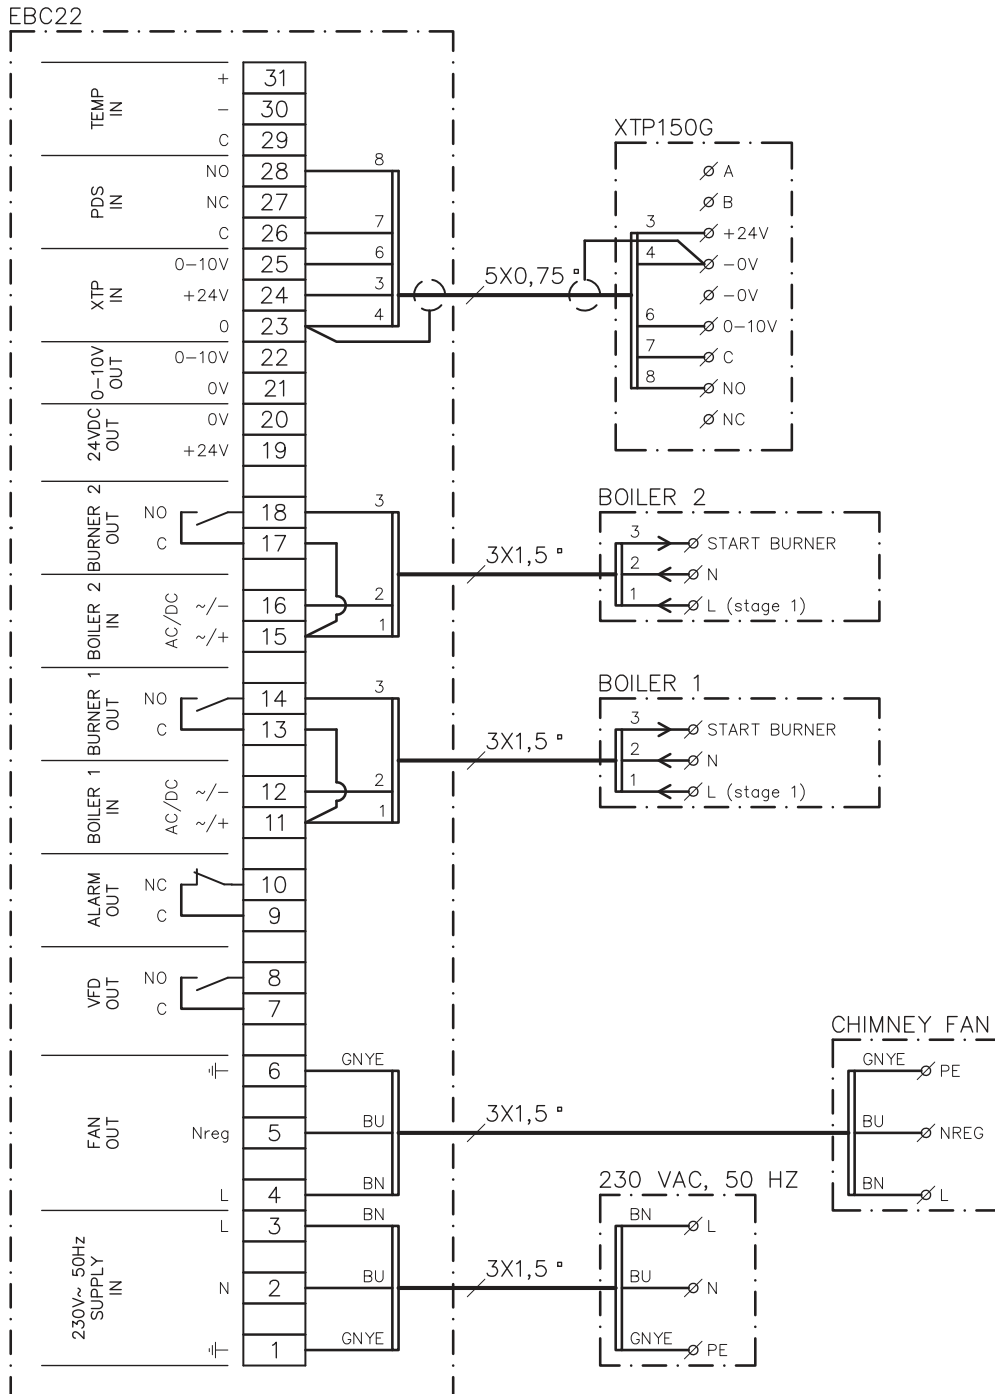 EBC22
TEMP
IN
+ 31
- 30
C 29
PDS
IN
NO 28 8
NC 27
C 26 7
XTP
IN
0-10V 25 6
+24V 24 3
0 23 4
5X0,75 ▫
0-10V
OUT
0-10V 22
0V 21
24VDC
OUT
0V 20
+24V 19
XTP150G
A
B
3 +24V
4 -0V
-0V
6 0-10V
7 C
8 NO
NC
BURNER 2
OUT
NO 18 3
C 17
BOILER 2
IN
AC/DC
~/- 16 2
~/+ 15 1
3X1,5 ▫
BOILER 2
3 START BURNER
2 N
1 L (stage 1)
BURNER 1
OUT
NO 14 3
C 13
BOILER 1
IN
AC/DC
~/- 12 2
~/+ 11 1
3X1,5 ▫
BOILER 1
3 START BURNER
2 N
1 L (stage 1)
ALARM
OUT
NC 10
C 9
VFD
OUT
NO 8
C 7
FAN
OUT
6 GNYE
Nreg 5 BU
L 4 BN
3X1,5 ▫
CHIMNEY FAN
GNYE PE
BU NREG
BN L
230V~ 50Hz
SUPPLY
IN
L 3 BN
N 2 BU
1 GNYE
3X1,5 ▫
230 VAC, 50 HZ
BN L
BU N
GNYE PE